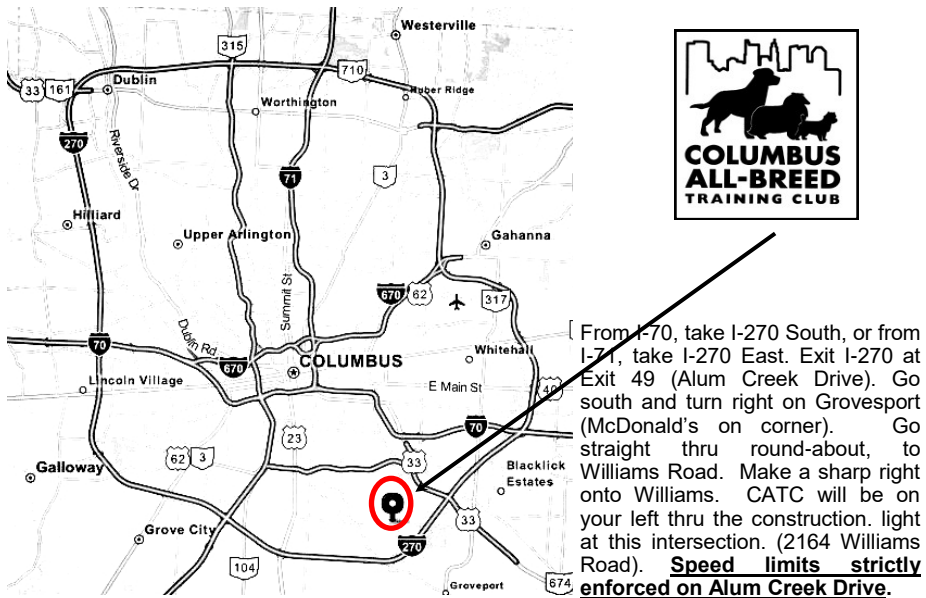 Westerville
315
710
33
161
Dublin
Huber Ridge
Worthington
270
Riverside Dr
71
3
Hilliard
Upper Arlington
Gahanna
Summit St
670
62
317
Dublin Rd
70
Whitehall
COLUMBUS
670
Lincoln Village
E Main St
40
70
23
62
3
33
Galloway
Blacklick
Estates
33
Grove City
270
104
Groveport
674
COLUMBUS
ALL-BREED
TRAINING CLUB
From I-70, take I-270 South, or from
I-71, take I-270 East. Exit I-270 at
Exit 49 (Alum Creek Drive). Go
south and turn right on Grovesport
(McDonald's on corner). Go
straight thru round-about, to
Williams Road. Make a sharp right
onto Williams. CATC will be on
your left thru the construction. light
at this intersection. (2164 Williams
Road). Speed limits strictly
enforced on Alum Creek Drive.